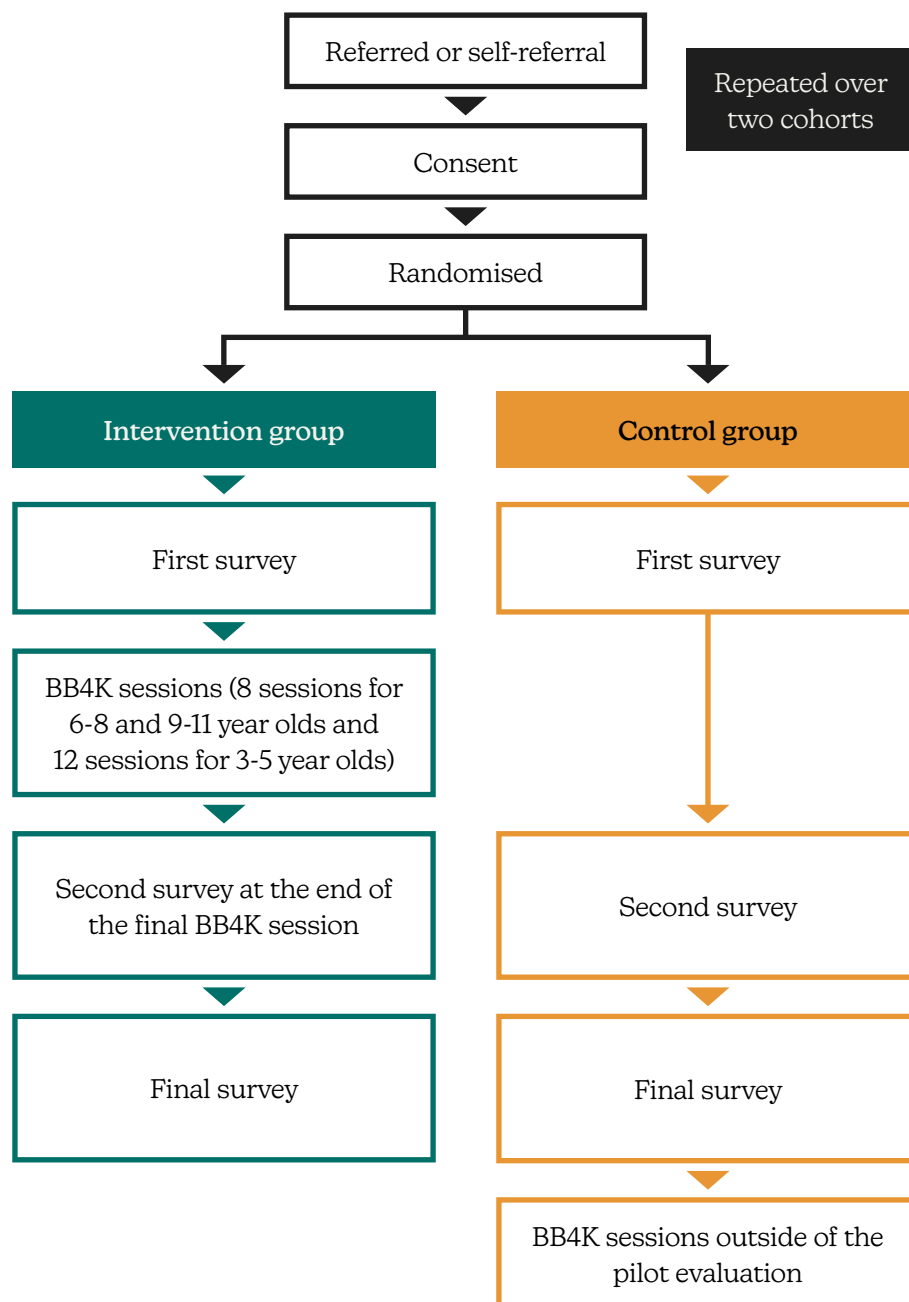 Referred or self-referral
Repeated over
two cohorts
Consent
Randomised
Intervention group
Control group
First survey
First survey
BB4K sessions (8 sessions for
6-8 and 9-11 year olds and
12 sessions for 3-5 year olds)
Second survey at the end of
the final BB4K session
Second survey
Final survey
Final survey
BB4K sessions outside of the
pilot evaluation